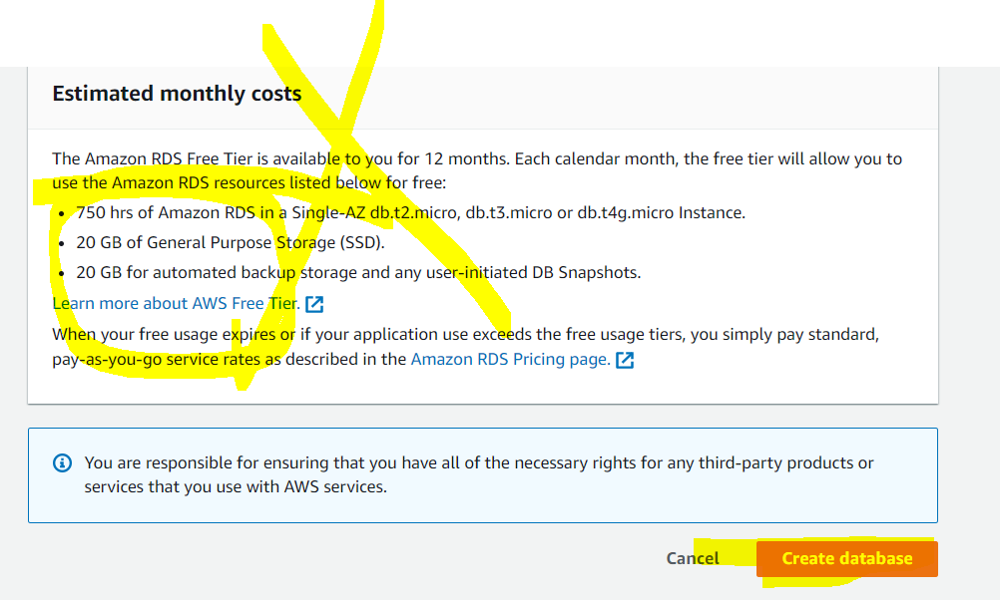 Estimated monthly costs
The Amazon RDS Free Tier is available to you for 12 months. Each calendar month, the free tier will allow you to
use the Amazon RDS resources listed below for free:
• 750 hrs of Amazon RDS in a Single-AZ db.t2.micro, db.t3.micro or db.t4g.micro Instance.
• 20 GB of General Purpose Storage (SSD).
• 20 GB for automated backup storage and any user-initiated DB Snapshots.
Learn more about AWS Free Tier.
When your free usage expires or if your application use exceeds the free usage tiers, you simply pay standard,
pay-as-you-go service rates as described in the Amazon RDS Pricing page.
You are responsible for ensuring that you have all of the necessary rights for any third-party products or
services that you use with AWS services.
Cancel Create database